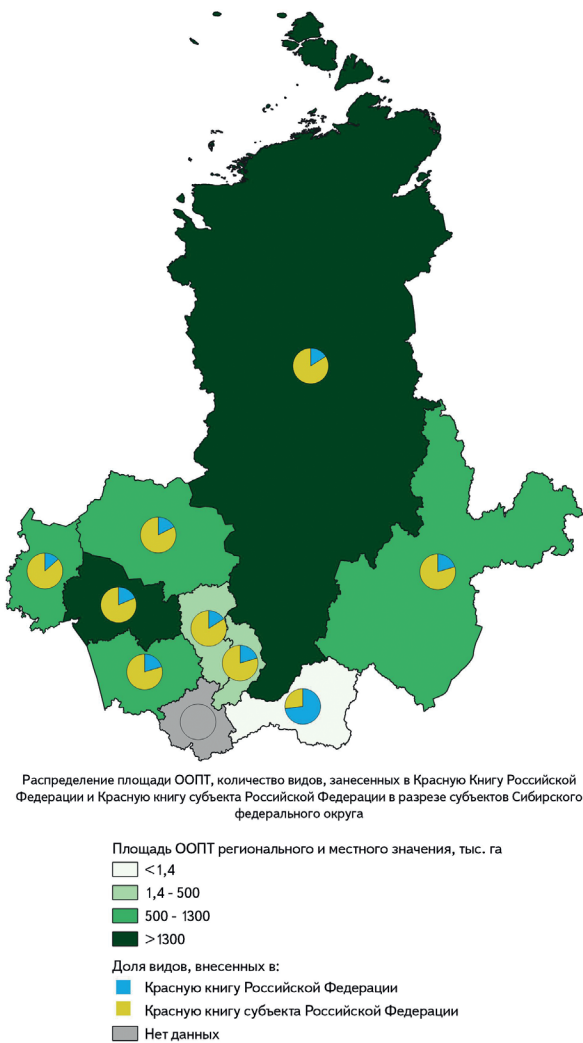 Распределение площади ООПТ, количество видов, занесенных в Красную Книгу Российской
Федерации и Красную книгу субъекта Российской Федерации в разрезе субъектов Сибирского
федерального округа
Площадь ООПТ регионального и местного значения, тыс. га
<1,4
1,4 - 500
500 - 1300
>1300
Доля видов, внесенных в:
Красную книгу Российской Федерации
Красную книгу субъекта Российской Федерации
Нет данных